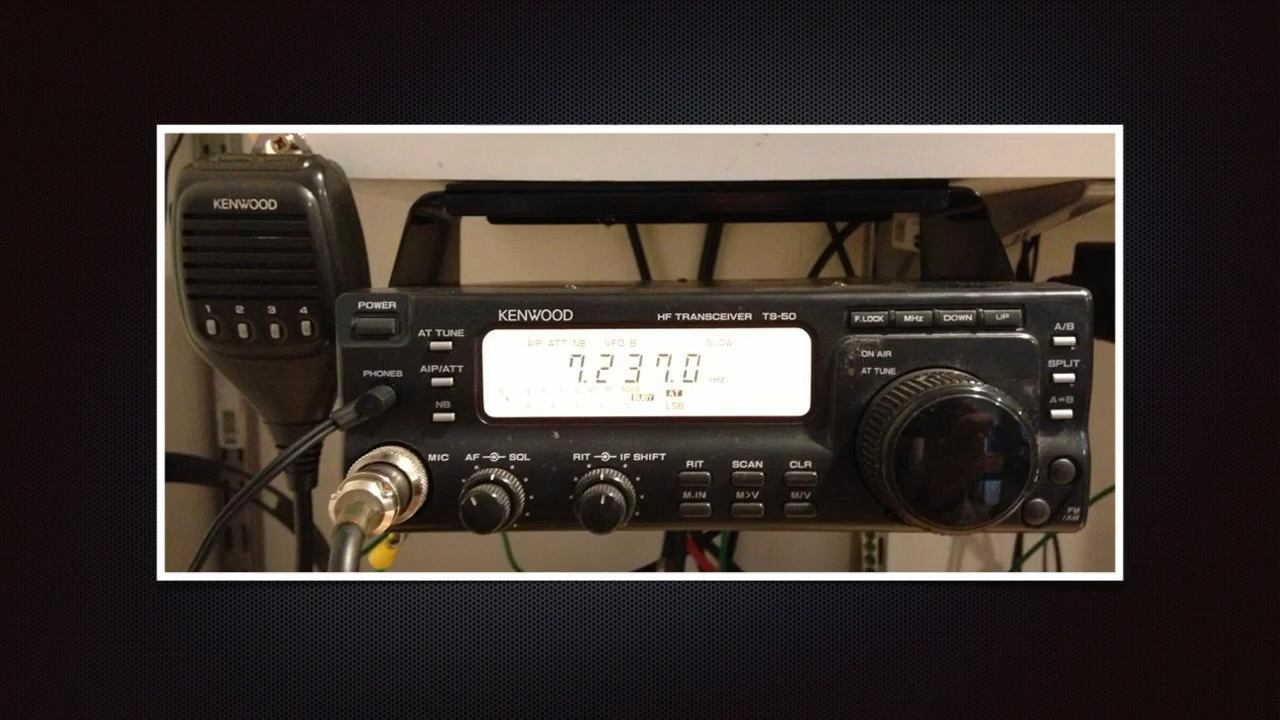 KENWOOD
1 2 3 4
POWER
AT TUNE
AIP/ATT
NB
PHONES
MIC
KENWOOD
HF TRANSCEIVER TS-50
AIP ATT NB VFO B
7.237.0
BUSY
AT
LSB
AF SQL
RIT IF SHIFT
RIT SCAN CLR
M.IN M>V M/V
F.LOCK MHz DOWN UP
ON AIR
AT TUNE
A/B
SPLIT
A=B
FM
/AM